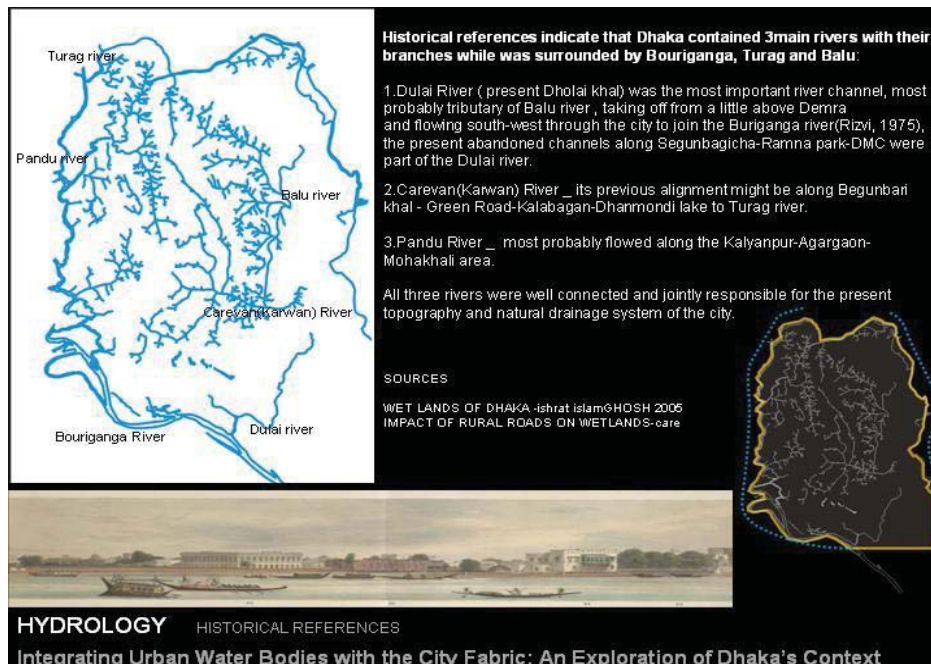 Turag river
Pandu river
Balu river
Carevan(Karwan) River
Dulai river
Bouriganga River
Historical references indicate that Dhaka contained 3main rivers with their
branches while was surrounded by Bouriganga, Turag and Balu:
1.Dulai River ( present Dholai khal) was the most important river channel, most
probably tributary of Balu river , taking off from a little above Demra
and flowing south-west through the city to join the Buriganga river(Rizvi, 1975),
the present abandoned channels along Segunbagicha-Ramna park-DMC were
part of the Dulai river.
2.Carevan(Karwan) River _ its previous alignment might be along Begunbari
khal - Green Road-Kalabagan-Dhanmondi lake to Turag river.
3.Pandu River _ most probably flowed along the Kalyanpur-Agargaon-
Mohakhali area.
All three rivers were well connected and jointly responsible for the present
topography and natural drainage system of the city.
SOURCES
WET LANDS OF DHAKA -ishrat islamGHOSH 2005
IMPACT OF RURAL ROADS ON WETLANDS-care
HYDROLOGY HISTORICAL REFERENCES
Integrating Urban Water Bodies with the City Fabric: An Exploration of Dhaka's Context